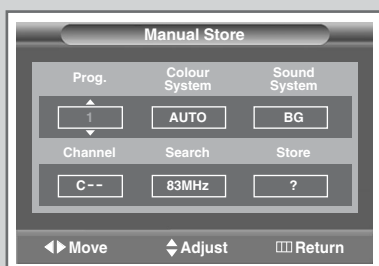 Manual Store
Prog. Colour System Sound System
1 AUTO BG
Channel Search Store
C-- 83MHz ?
Move Adjust Return